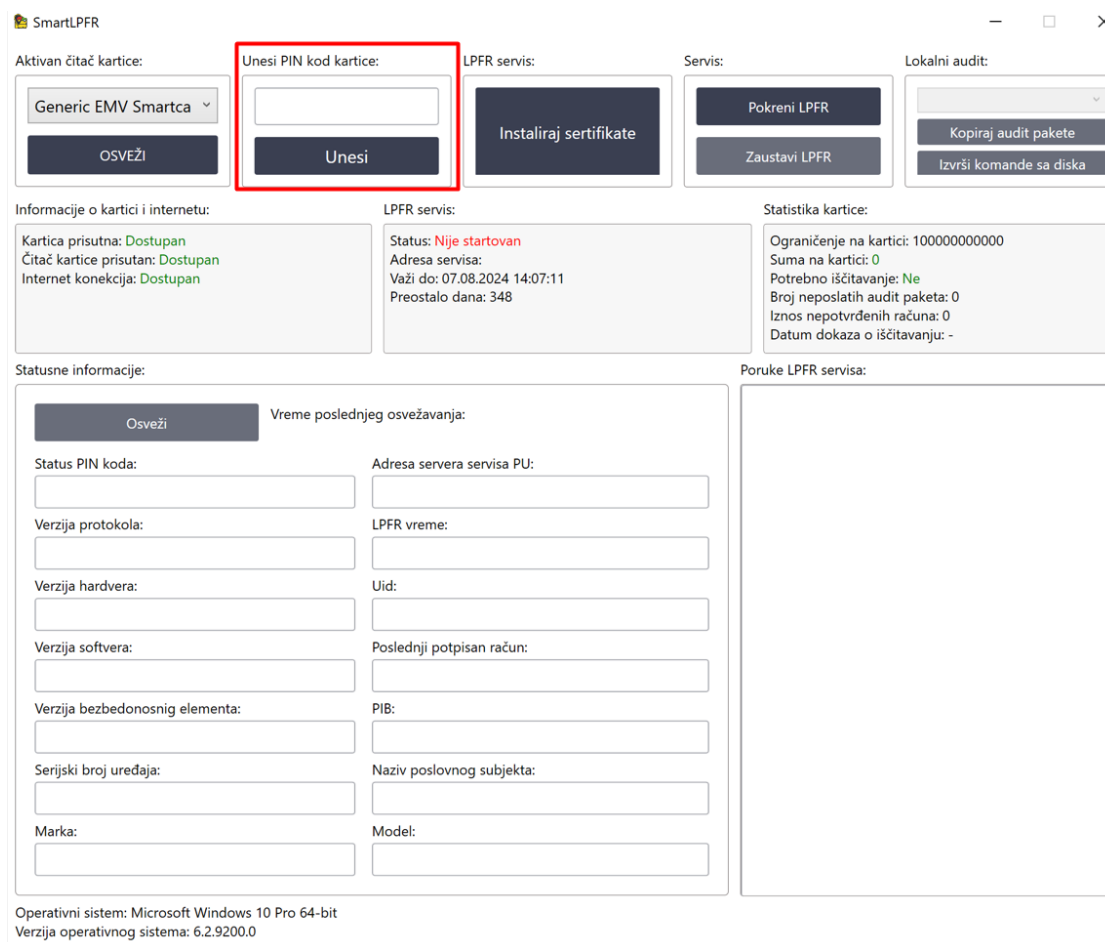 SmartLPFR
Aktivan čitač kartice:
Generic EMV Smartca
OSVEŽI
Unesi PIN kod kartice:
Unesi
LPFR servis:
Instaliraj sertifikate
Servis:
Pokreni LPFR
Zaustavi LPFR
Lokalni audit:
Kopiraj audit pakete
Izvrši komande sa diska
Informacije o kartici i internetu:
Kartica prisutna: Dostupan
Čitač kartice prisutan: Dostupan
Internet konekcija: Dostupan
LPFR servis:
Status: Nije startovan
Adresa servisa:
Važi do: 07.08.2024 14:07:11
Preostalo dana: 348
Statistika kartice:
Ograničenje na kartici: 100000000000
Suma na kartici: 0
Potrebno iščitavanje: Ne
Broj neposlatih audit paketa: 0
Iznos nepotvrđenih računa: 0
Datum dokaza o iščitavanju: -
Statusne informacije:
Osveži
Vreme poslednjeg osvežavanja:
Status PIN koda:
Adresa servera servisa PU:
Verzija protokola:
LPFR vreme:
Verzija hardvera:
Uid:
Verzija softvera:
Poslednji potpisan račun:
Verzija bezbedonosnig elementa:
PIB:
Serijski broj uređaja:
Naziv poslovnog subjekta:
Marka:
Model:
Poruke LPFR servisa:
Operativni sistem: Microsoft Windows 10 Pro 64-bit
Verzija operativnog sistema: 6.2.9200.0